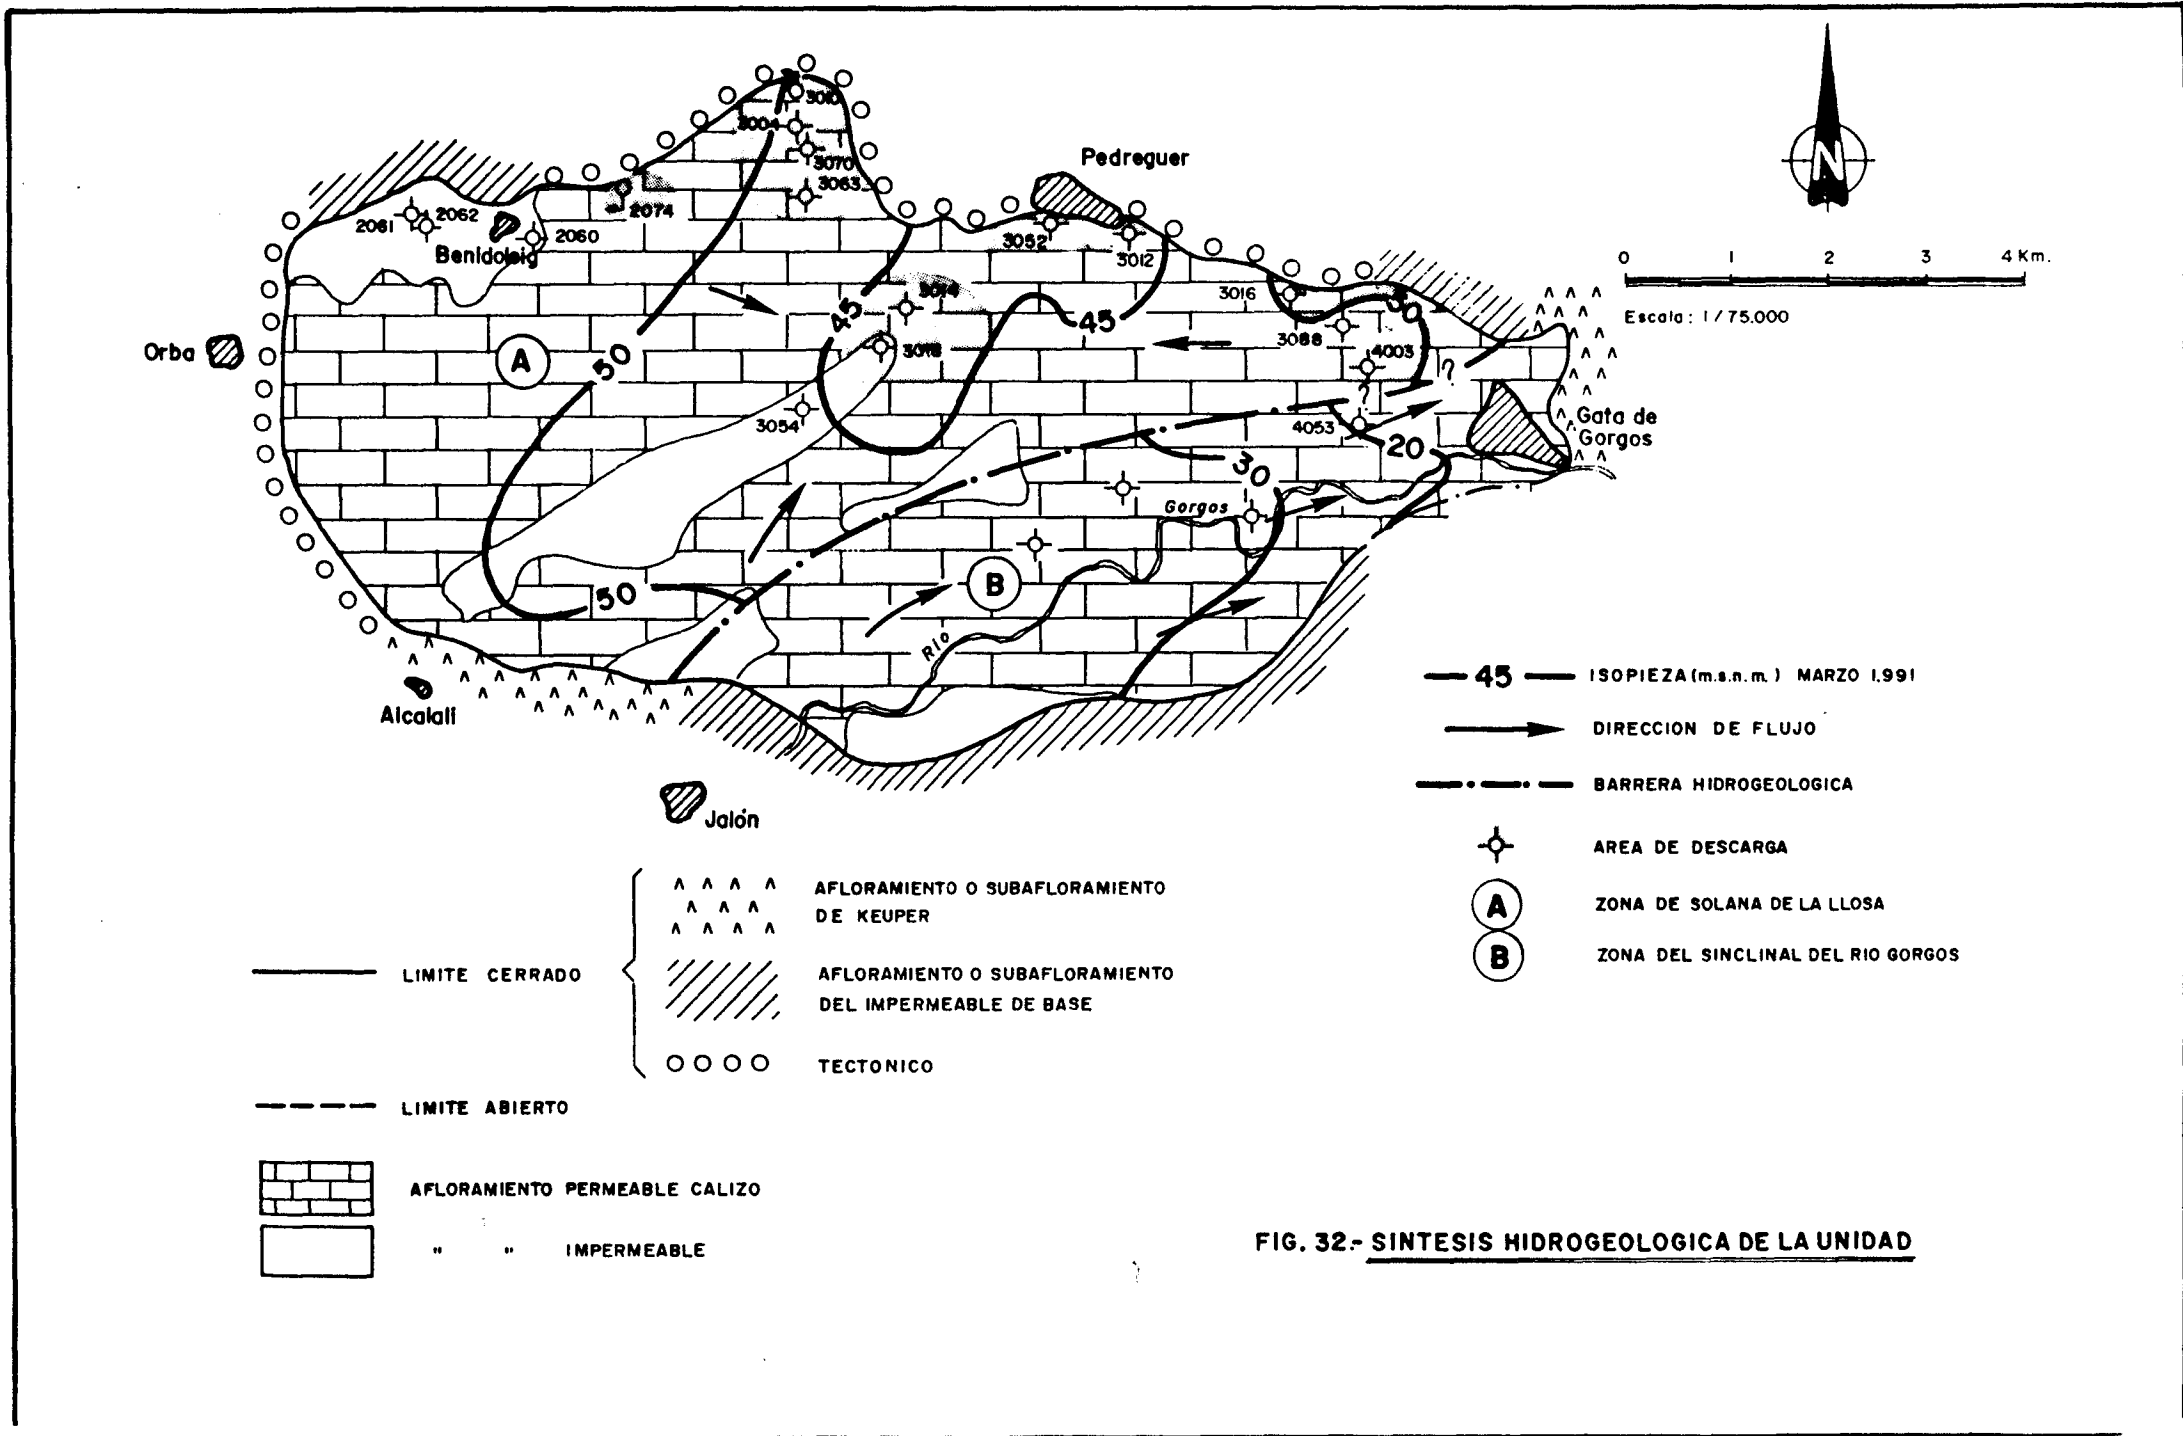 3010
3004
3070
3063
Pedreguer
N
2074
2061
2062
2060
Benidoleig
3052
3012
0 1 2 3 4 Km.
Escala: 1/75.000
3014
3016
45
45
3088
4003
Orba
A
50
3054
4053
20
Gata de
Gorgos
30
Gorgos
?
?
50
B
Rio
Alcalali
Jalón
45 ISOPIEZA (m.s.n.m.) MARZO 1.991
DIRECCION DE FLUJO
BARRERA HIDROGEOLOGICA
AREA DE DESCARGA
A ZONA DE SOLANA DE LA LLOSA
B ZONA DEL SINCLINAL DEL RIO GORGOS
LIMITE CERRADO
AFLORAMIENTO O SUBAFLORAMIENTO
DE KEUPER
AFLORAMIENTO O SUBAFLORAMIENTO
DEL IMPERMEABLE DE BASE
TECTONICO
LIMITE ABIERTO
AFLORAMIENTO PERMEABLE CALIZO
" " IMPERMEABLE
FIG. 32.- SINTESIS HIDROGEOLOGICA DE LA UNIDAD